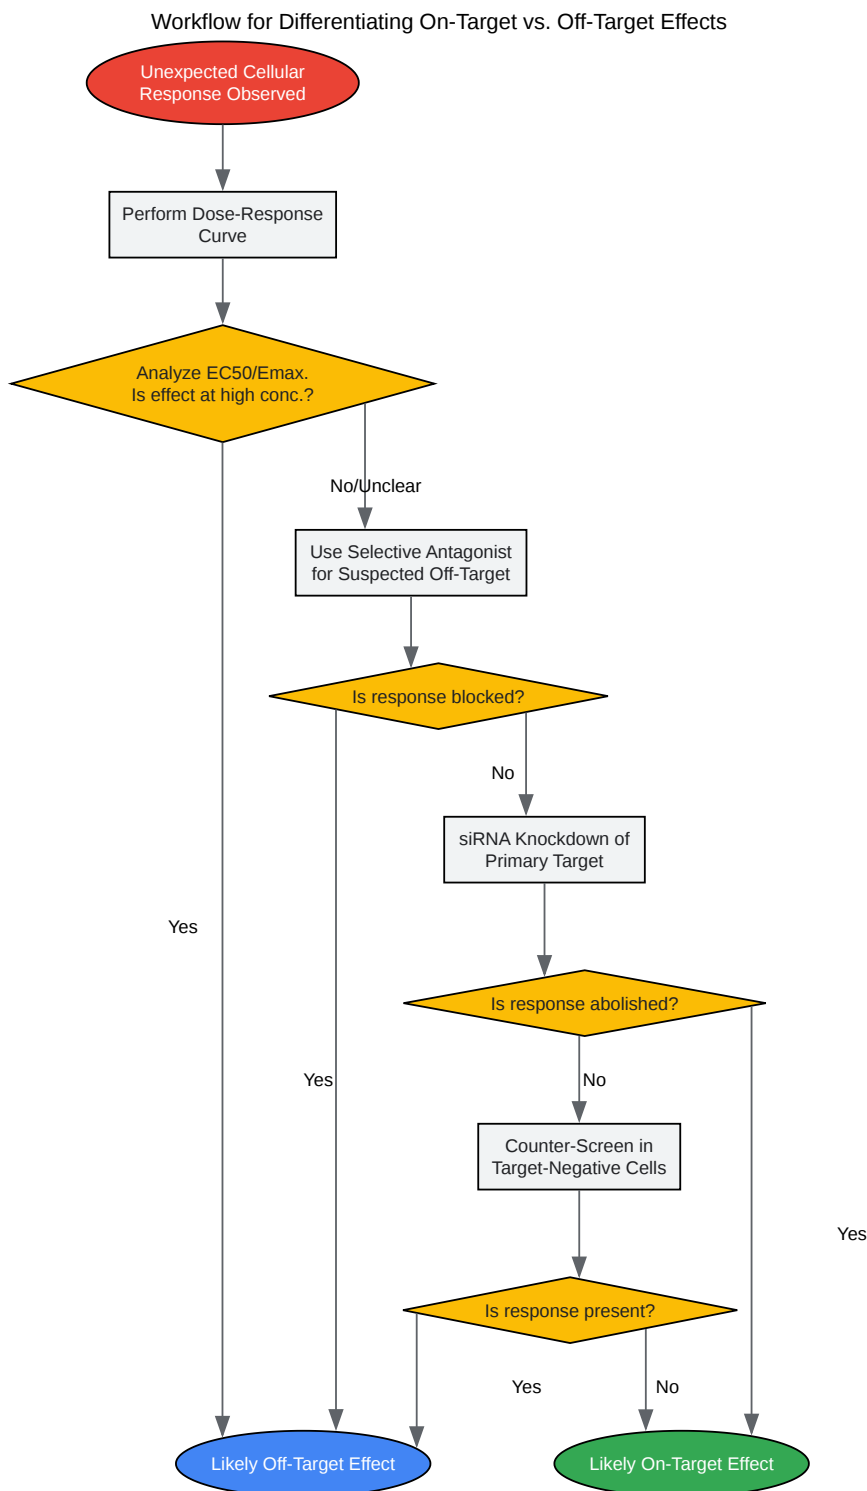 Workflow for Differentiating On-Target vs. Off-Target Effects
Unexpected Cellular
Response Observed
Perform Dose-Response
Curve
Analyze EC50/Emax.
Is effect at high conc.?
No/Unclear
Use Selective Antagonist
for Suspected Off-Target
Is response blocked?
No
siRNA Knockdown of
Primary Target
Yes
Is response abolished?
Yes
No
Counter-Screen in
Target-Negative Cells
Yes
Is response present?
Yes
No
Likely Off-Target Effect
Likely On-Target Effect